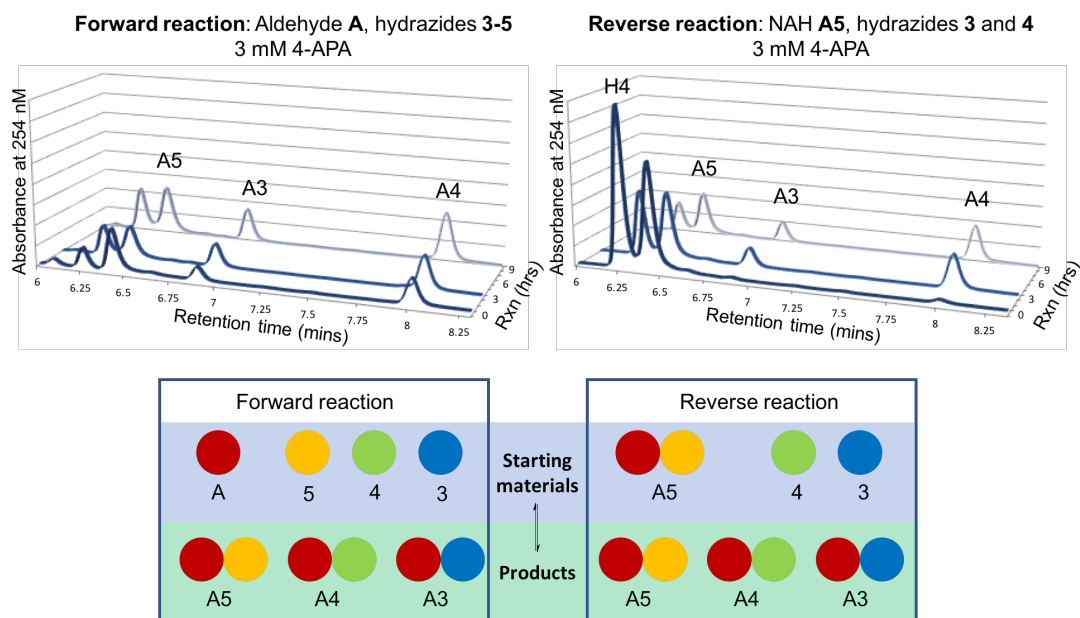 Forward reaction: Aldehyde A, hydrazides 3-5
3 mM 4-APA
Absorbance at 254 nM
A5
A3
A4
6
6.25
6.5
6.75
7
7.25
7.5
7.75
8
8.25
0
3
6
9
Retention time (mins)
Rxn (hrs)
Reverse reaction: NAH A5, hydrazides 3 and 4
3 mM 4-APA
Absorbance at 254 nM
H4
A5
A3
A4
6
6.25
6.5
6.75
7
7.25
7.5
7.75
8
8.25
0
3
6
9
Retention time (mins)
Rxn (hrs)
Forward reaction
Reverse reaction
A 5 4 3
Starting
materials
A5 4 3
Products
A5 A4 A3
A5 A4 A3